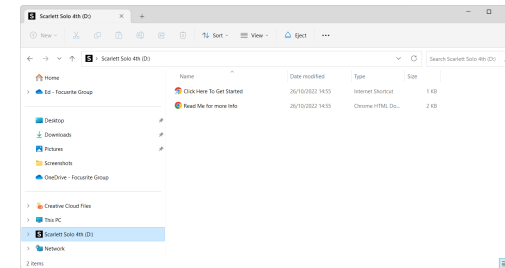 Scarlett Solo 4th (D:)
New
Sort
View
Eject
Scarlett Solo 4th (D:)
Search Scarlett Solo 4th (D:)
Home
Ed - Focusrite Group
Desktop
Downloads
Pictures
Screenshots
OneDrive - Focusrite Group
Creative Cloud Files
This PC
Scarlett Solo 4th (D:)
Network
Name Date modified Type Size
Click Here To Get Started 26/10/2022 14:55 Internet Shortcut 1 KB
Read Me for more Info 26/10/2022 14:55 Chrome HTML Do... 2 KB
2 items